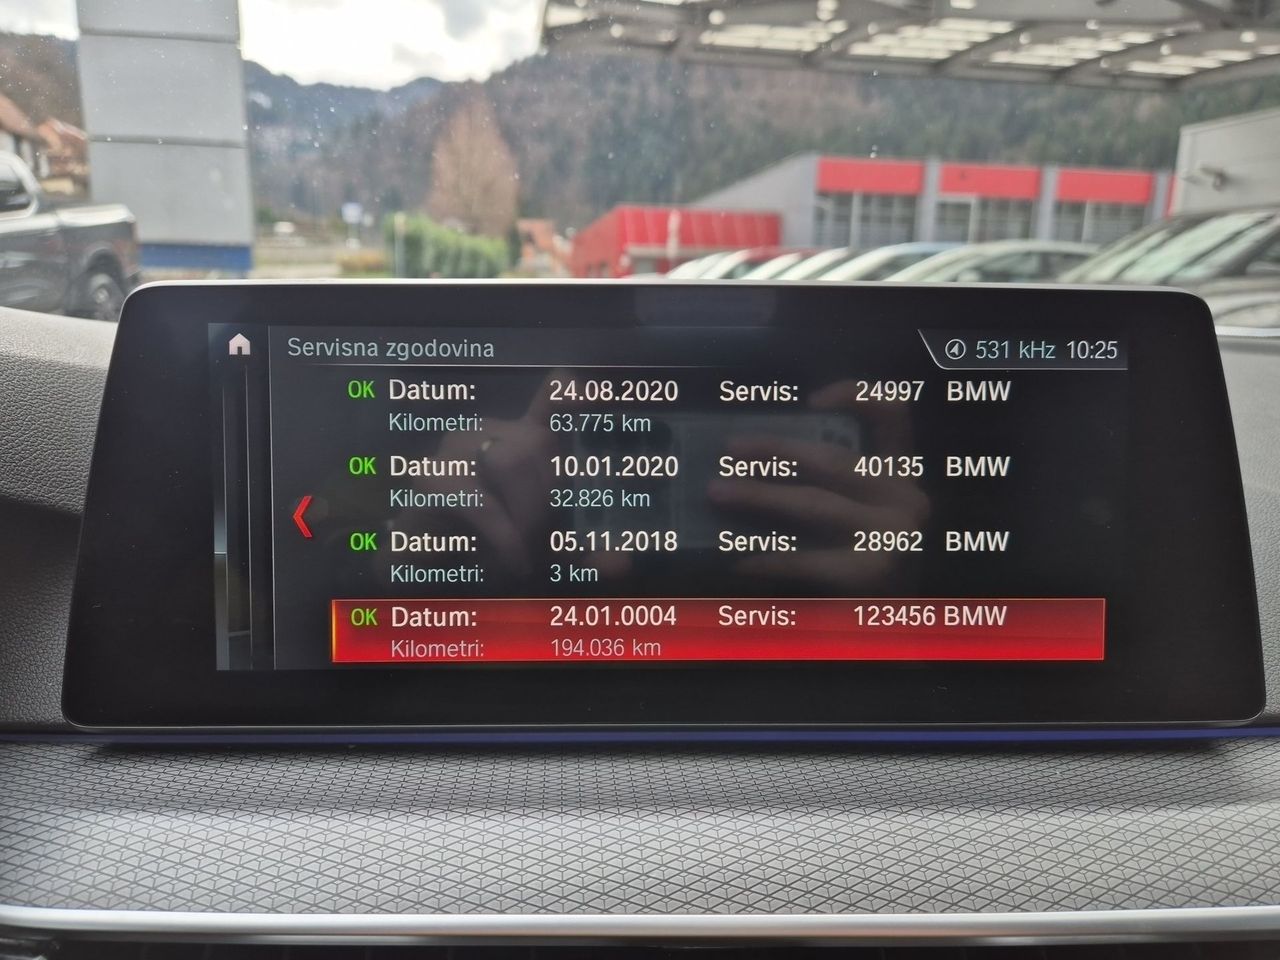 Servisna zgodovina 531 kHz 10:25
OK Datum: 24.08.2020 Servis: 24997 BMW
Kilometri: 63.775 km
OK Datum: 10.01.2020 Servis: 40135 BMW
Kilometri: 32.826 km
OK Datum: 05.11.2018 Servis: 28962 BMW
Kilometri: 3 km
OK Datum: 24.01.0004 Servis: 123456 BMW
Kilometri: 194.036 km